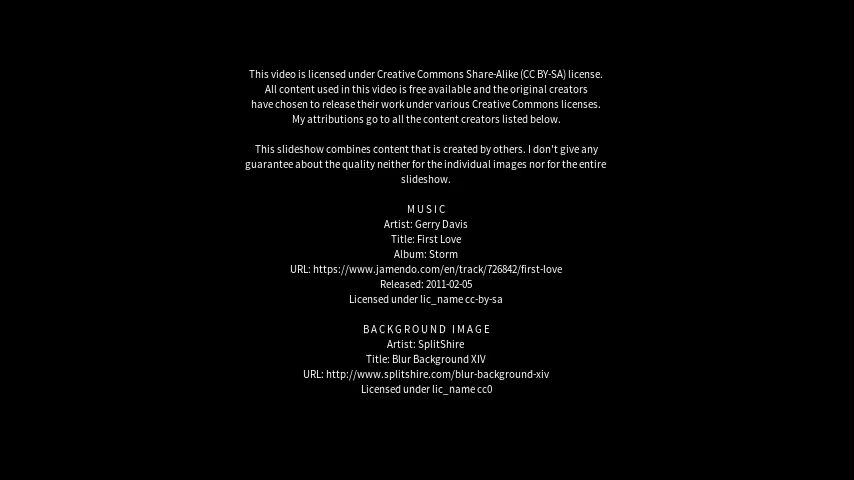 This video is licensed under Creative Commons Share-Alike (CC BY-SA) license.
All content used in this video is free available and the original creators
have chosen to release their work under various Creative Commons licenses.
My attributions go to all the content creators listed below.
This slideshow combines content that is created by others. I don't give any
guarantee about the quality neither for the individual images nor for the entire
slideshow.
MUSIC
Artist: Gerry Davis
Title: First Love
Album: Storm
URL: https://www.jamendo.com/en/track/726842/first-love
Released: 2011-02-05
Licensed under lic_name cc-by-sa
BACKGROUND IMAGE
Artist: SplitShire
Title: Blur Background XIV
URL: http://www.splitshire.com/blur-background-xiv
Licensed under lic_name cc0